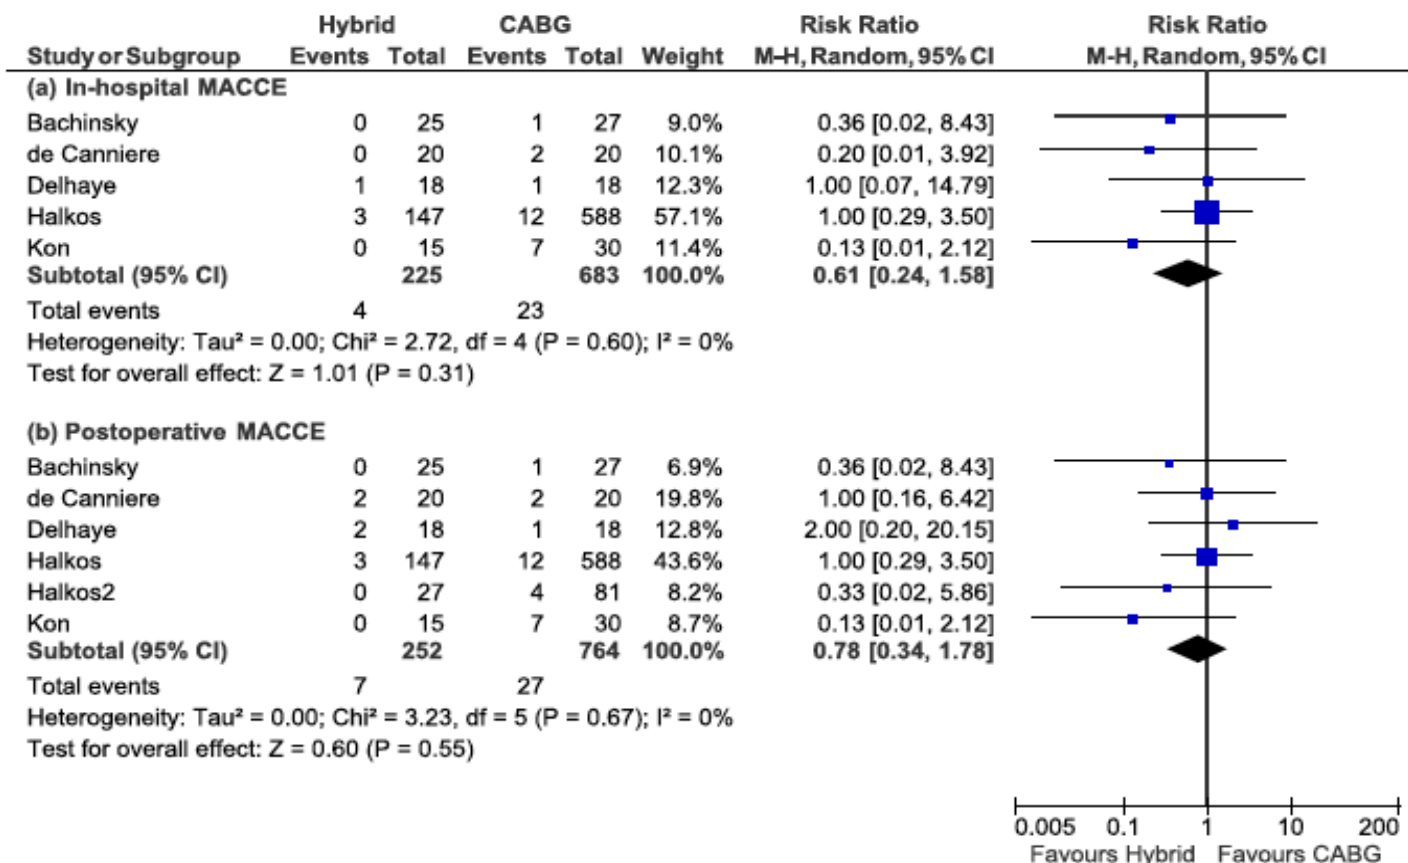 Hybrid CABG Risk Ratio Risk Ratio
Study or Subgroup Events Total Events Total Weight M-H, Random, 95% CI M-H, Random, 95% CI
(a) In-hospital MACCE
Bachinsky 0 25 1 27 9.0% 0.36 [0.02, 8.43]
de Canniere 0 20 2 20 10.1% 0.20 [0.01, 3.92]
Delhaye 1 18 1 18 12.3% 1.00 [0.07, 14.79]
Halkos 3 147 12 588 57.1% 1.00 [0.29, 3.50]
Kon 0 15 7 30 11.4% 0.13 [0.01, 2.12]
Subtotal (95% CI) 225 683 100.0% 0.61 [0.24, 1.58]
Total events 4 23
Heterogeneity: Tau² = 0.00; Chi² = 2.72, df = 4 (P = 0.60); I² = 0%
Test for overall effect: Z = 1.01 (P = 0.31)
(b) Postoperative MACCE
Bachinsky 0 25 1 27 6.9% 0.36 [0.02, 8.43]
de Canniere 2 20 2 20 19.8% 1.00 [0.16, 6.42]
Delhaye 2 18 1 18 12.8% 2.00 [0.20, 20.15]
Halkos 3 147 12 588 43.6% 1.00 [0.29, 3.50]
Halkos2 0 27 4 81 8.2% 0.33 [0.02, 5.86]
Kon 0 15 7 30 8.7% 0.13 [0.01, 2.12]
Subtotal (95% CI) 252 764 100.0% 0.78 [0.34, 1.78]
Total events 7 27
Heterogeneity: Tau² = 0.00; Chi² = 3.23, df = 5 (P = 0.67); I² = 0%
Test for overall effect: Z = 0.60 (P = 0.55)
0.005 0.1 1 10 200
Favours Hybrid Favours CABG